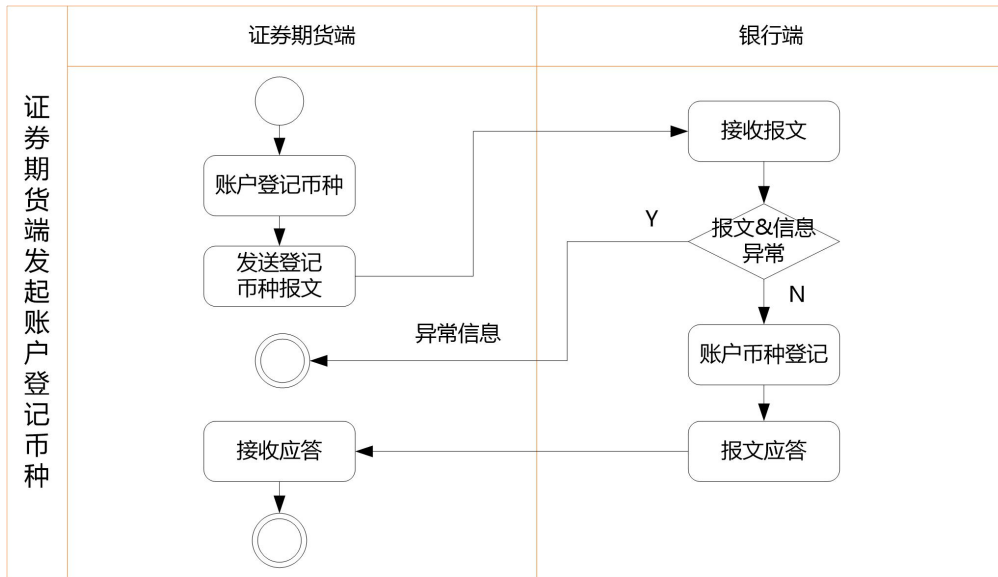 证券期货端
银行端
证券期货端发起账户登记币种
接收报文
账户登记币种
报文&信息
异常
Y
发送登记
币种报文
N
异常信息
账户币种登记
接收应答
报文应答